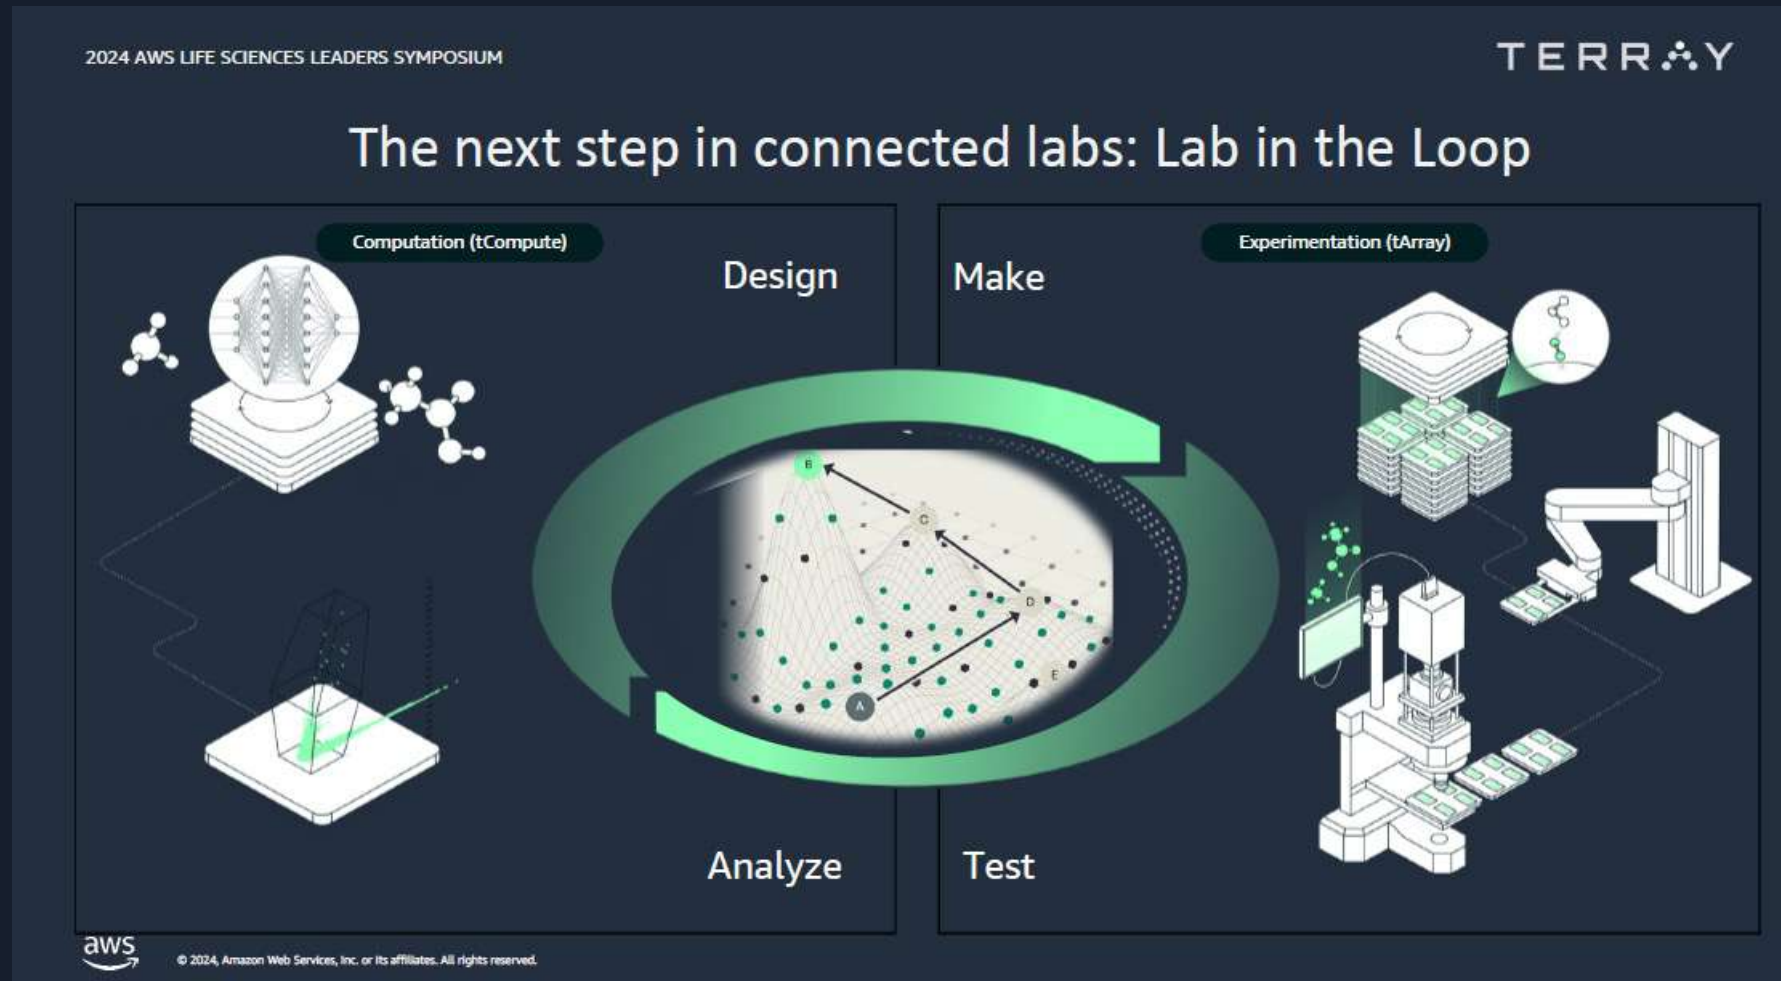 2024 AWS LIFE SCIENCES LEADERS SYMPOSIUM
TERRAY
The next step in connected labs: Lab in the Loop
Computation (tCompute)
Design
Make
Experimentation (tArray)
B
C
D
E
A
Analyze
Test
aws
© 2024, Amazon Web Services, Inc. or its affiliates. All rights reserved.